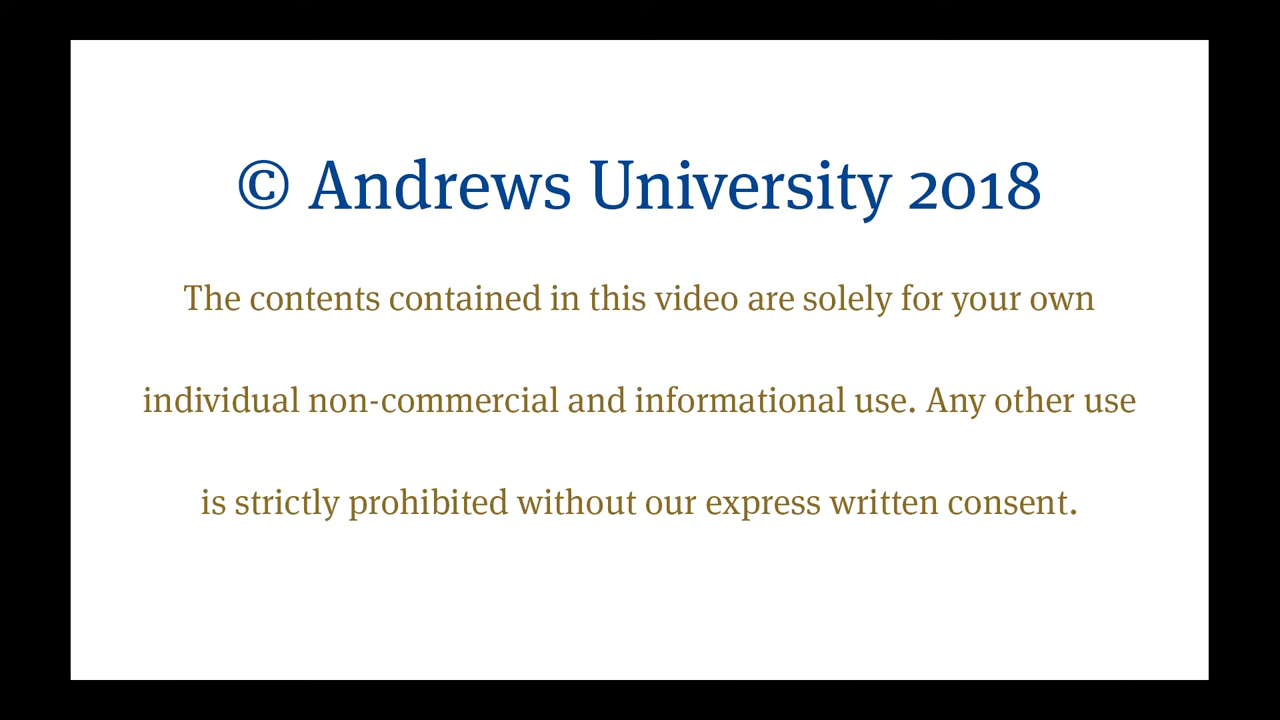 © Andrews University 2018
The contents contained in this video are solely for your own
individual non-commercial and informational use. Any other use
is strictly prohibited without our express written consent.